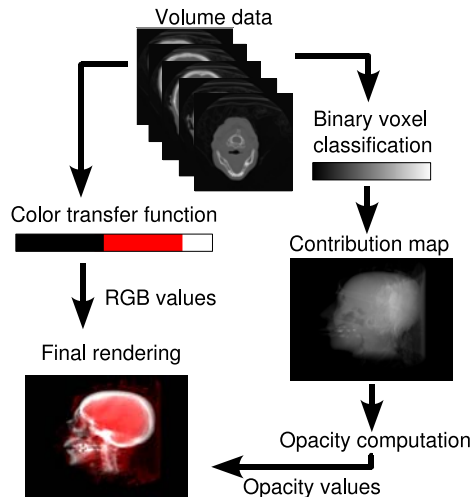 Volume data
Binary voxel
classification
Color transfer function
Contribution map
RGB values
Final rendering
Opacity computation
Opacity values